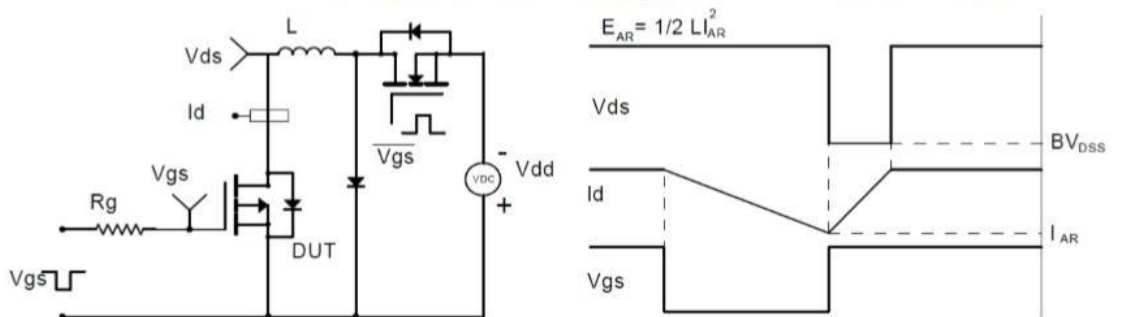 L
Vds
Id
Vgs
Vgs
Rg
DUT
Vgs
-
VDC
+
Vdd
E_AR = 1/2 LI_AR^2
Vds
BV_DSS
Id
I_AR
Vgs